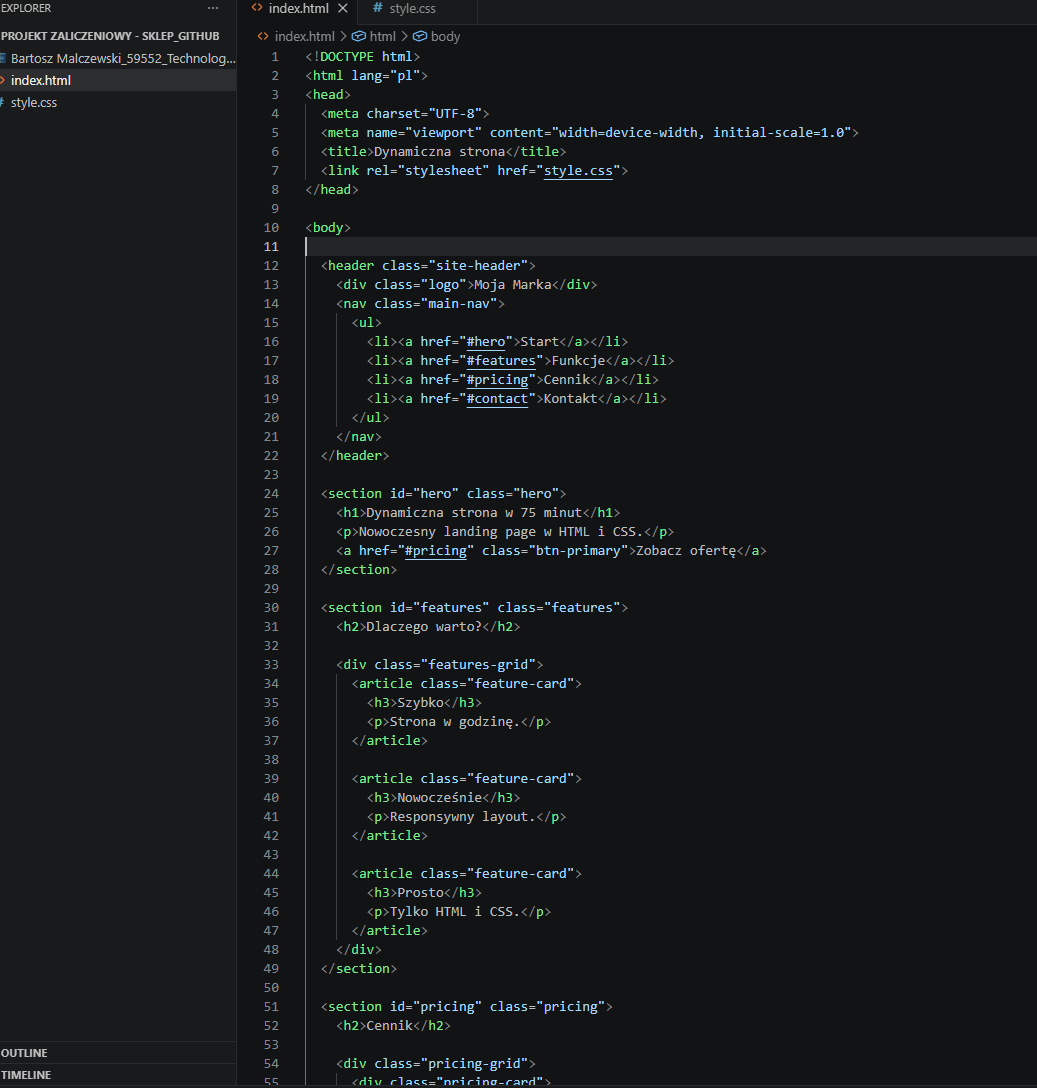 EXPLORER ...
PROJEKT ZALICZENIOWY - SKLEP_GITHUB
Bartosz Malczewski_59552_Technolog...
index.html
style.css
OUTLINE
TIMELINE
index.html
# style.css
index.html > html > body
1 <!DOCTYPE html>
2 <html lang="pl">
3 <head>
4 <meta charset="UTF-8">
5 <meta name="viewport" content="width=device-width, initial-scale=1.0">
6 <title>Dynamiczna strona</title>
7 <link rel="stylesheet" href="style.css">
8 </head>
9
10 <body>
11
12 <header class="site-header">
13 <div class="logo">Moja Marka</div>
14 <nav class="main-nav">
15 <ul>
16 <li><a href="#hero">Start</a></li>
17 <li><a href="#features">Funkcje</a></li>
18 <li><a href="#pricing">Cennik</a></li>
19 <li><a href="#contact">Kontakt</a></li>
20 </ul>
21 </nav>
22 </header>
23
24 <section id="hero" class="hero">
25 <h1>Dynamiczna strona w 75 minut</h1>
26 <p>Nowoczesny landing page w HTML i CSS.</p>
27 <a href="#pricing" class="btn-primary">Zobacz ofertę</a>
28 </section>
29
30 <section id="features" class="features">
31 <h2>Dlaczego warto?</h2>
32
33 <div class="features-grid">
34 <article class="feature-card">
35 <h3>Szybko</h3>
36 <p>Strona w godzinę.</p>
37 </article>
38
39 <article class="feature-card">
40 <h3>Nowocześnie</h3>
41 <p>Responsywny layout.</p>
42 </article>
43
44 <article class="feature-card">
45 <h3>Prosto</h3>
46 <p>Tylko HTML i CSS.</p>
47 </article>
48 </div>
49 </section>
50
51 <section id="pricing" class="pricing">
52 <h2>Cennik</h2>
53
54 <div class="pricing-grid">
55 <div class="pricing-card">